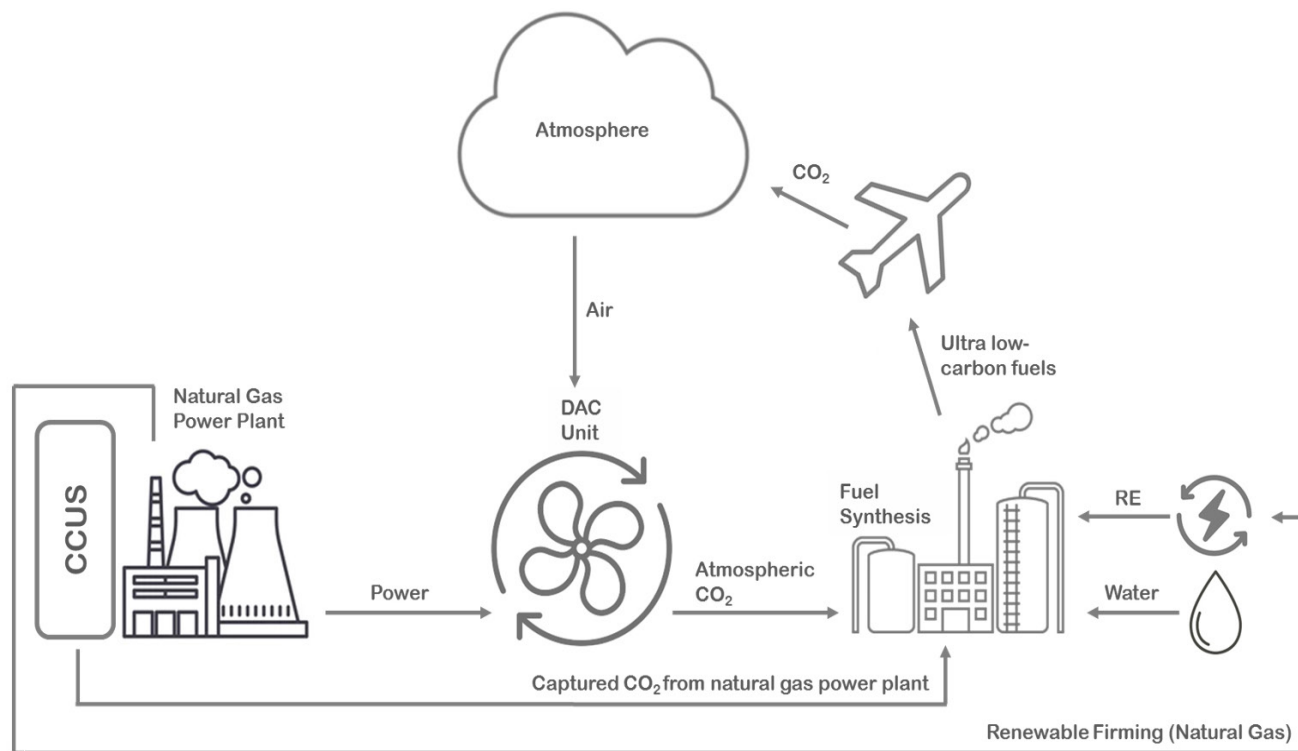 Atmosphere
CO₂
Air
Ultra low-
carbon fuels
Natural Gas
Power Plant
DAC
Unit
CCUS
Fuel
Synthesis
RE
Power
Atmospheric
CO₂
Water
Captured CO₂ from natural gas power plant
Renewable Firming (Natural Gas)